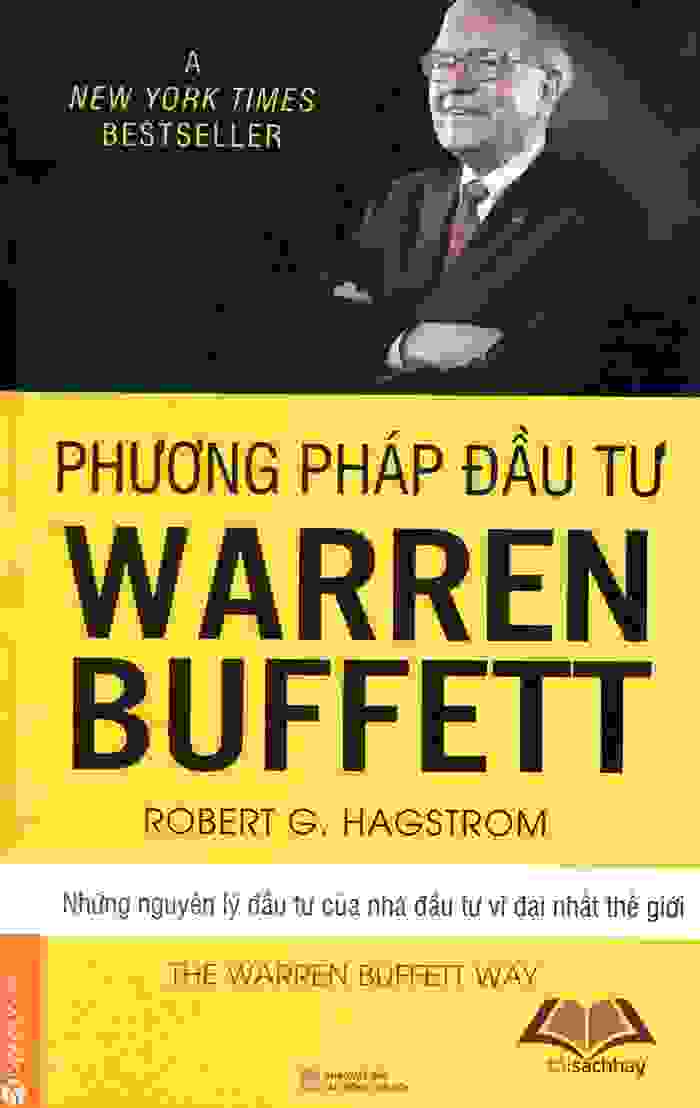 A
NEW YORK TIMES
BESTSELLER
PHƯƠNG PHÁP ĐẦU TƯ
WARREN
BUFFETT
ROBERT G. HAGSTROM
Những nguyên lý đầu tư của nhà đầu tư vĩ đại nhất thế giới
THE WARREN BUFFETT WAY
sachhay